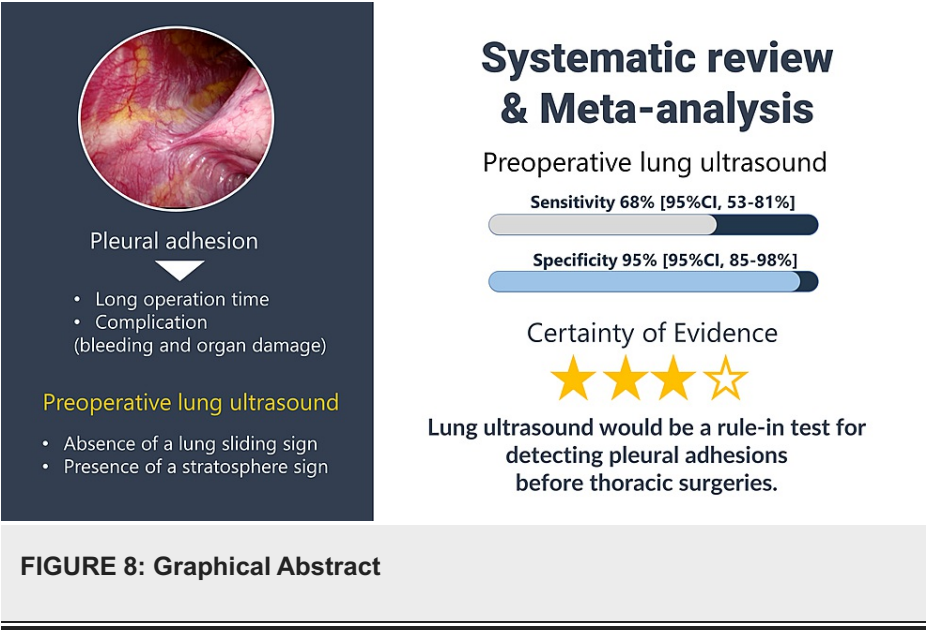 Pleural adhesion
• Long operation time
• Complication
(bleeding and organ damage)
Preoperative lung ultrasound
• Absence of a lung sliding sign
• Presence of a stratosphere sign
Systematic review
& Meta-analysis
Preoperative lung ultrasound
Sensitivity 68% [95%CI, 53-81%]
Specificity 95% [95%CI, 85-98%]
Certainty of Evidence
Lung ultrasound would be a rule-in test for
detecting pleural adhesions
before thoracic surgeries.
FIGURE 8: Graphical Abstract